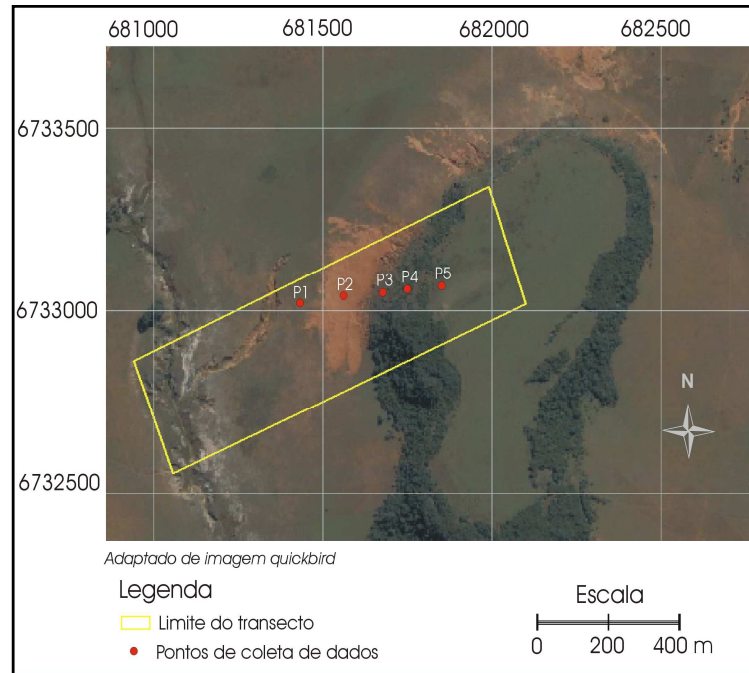 681000 681500 682000 682500
6733500
P1 P2 P3 P4 P5
6733000
N
6732500
Adaptado de imagem quickbird
Legenda
Limite do transecto
Pontos de coleta de dados
Escala
0 200 400 m